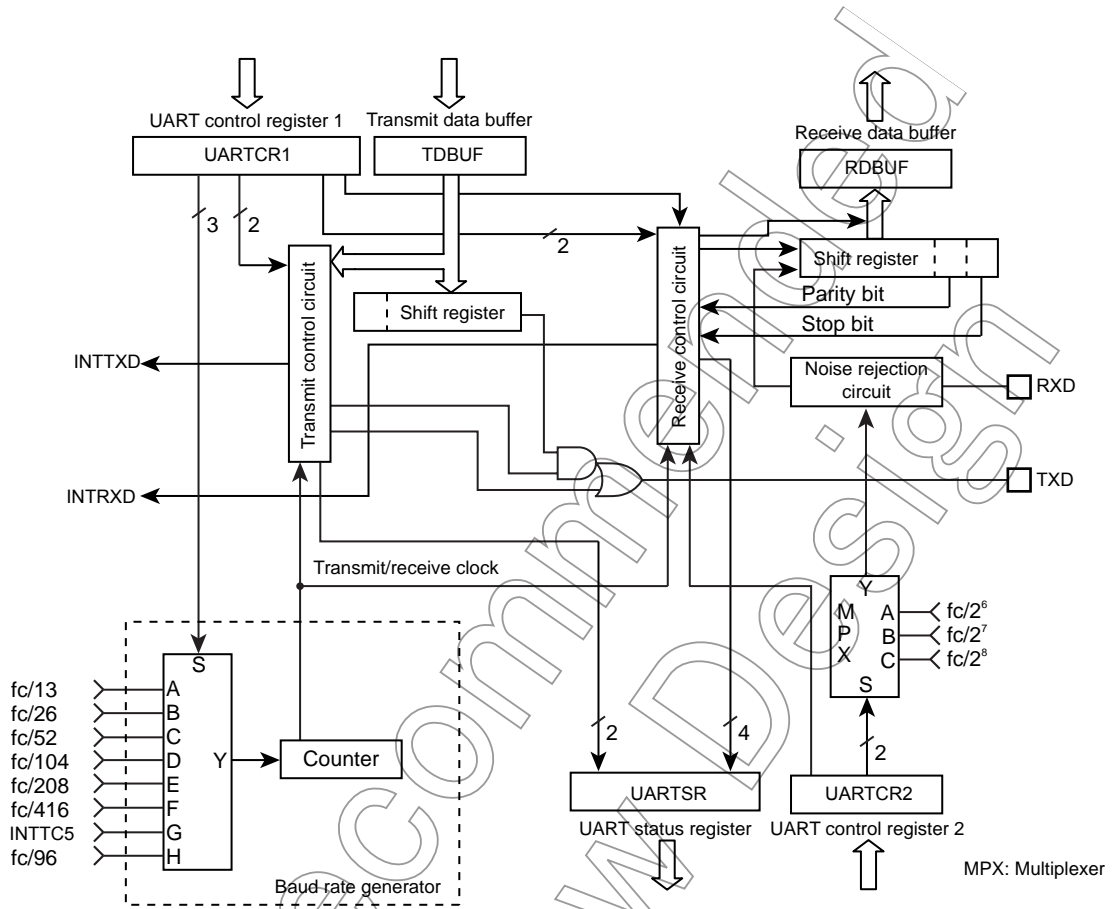 UART control register 1
Transmit data buffer
Receive data buffer
UARTCR1
TDBUF
RDBUF
3
2
2
Transmit control circuit
Receive control circuit
Shift register
Shift register
Parity bit
Stop bit
INTTXD
Noise rejection
circuit
RXD
INTRXD
TXD
Transmit/receive clock
S
Y
M
P
X
A
B
C
S
fc/2⁶
fc/2⁷
fc/2⁸
fc/13
A
fc/26
B
fc/52
C
fc/104
D
Y
Counter
fc/208
E
fc/416
F
INTTC5
G
fc/96
H
2
4
2
UARTSR
UARTCR2
UART status register
UART control register 2
Baud rate generator
MPX: Multiplexer
ecommended
w Design